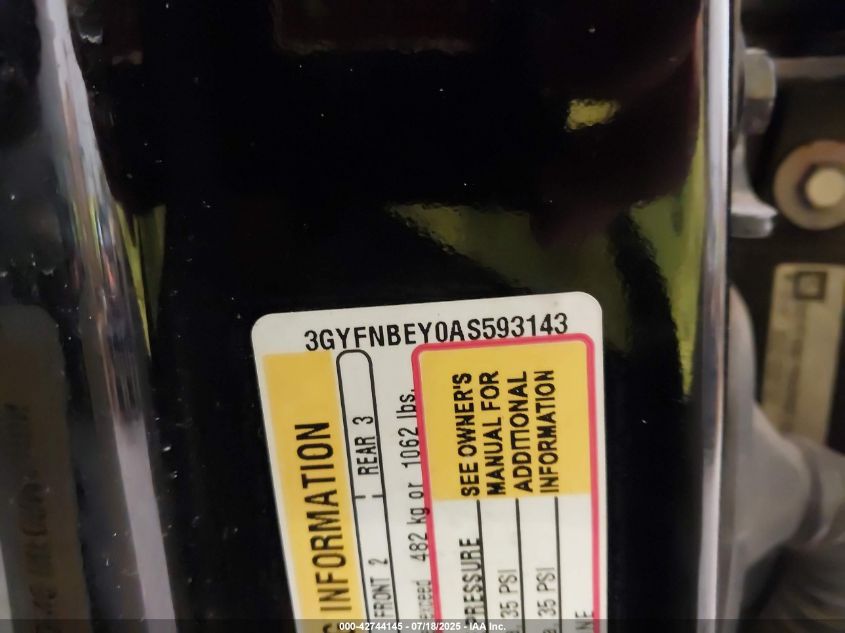 3GYFNBEY0AS593143
INFORMATION
FRONT 2 REAR 3
482 kg or 1062 lbs.
SEE OWNER'S
MANUAL FOR
ADDITIONAL
INFORMATION
PRESSURE
35 PSI
35 PSI
000-42744145 - 07/18/2025 - IAA Inc.